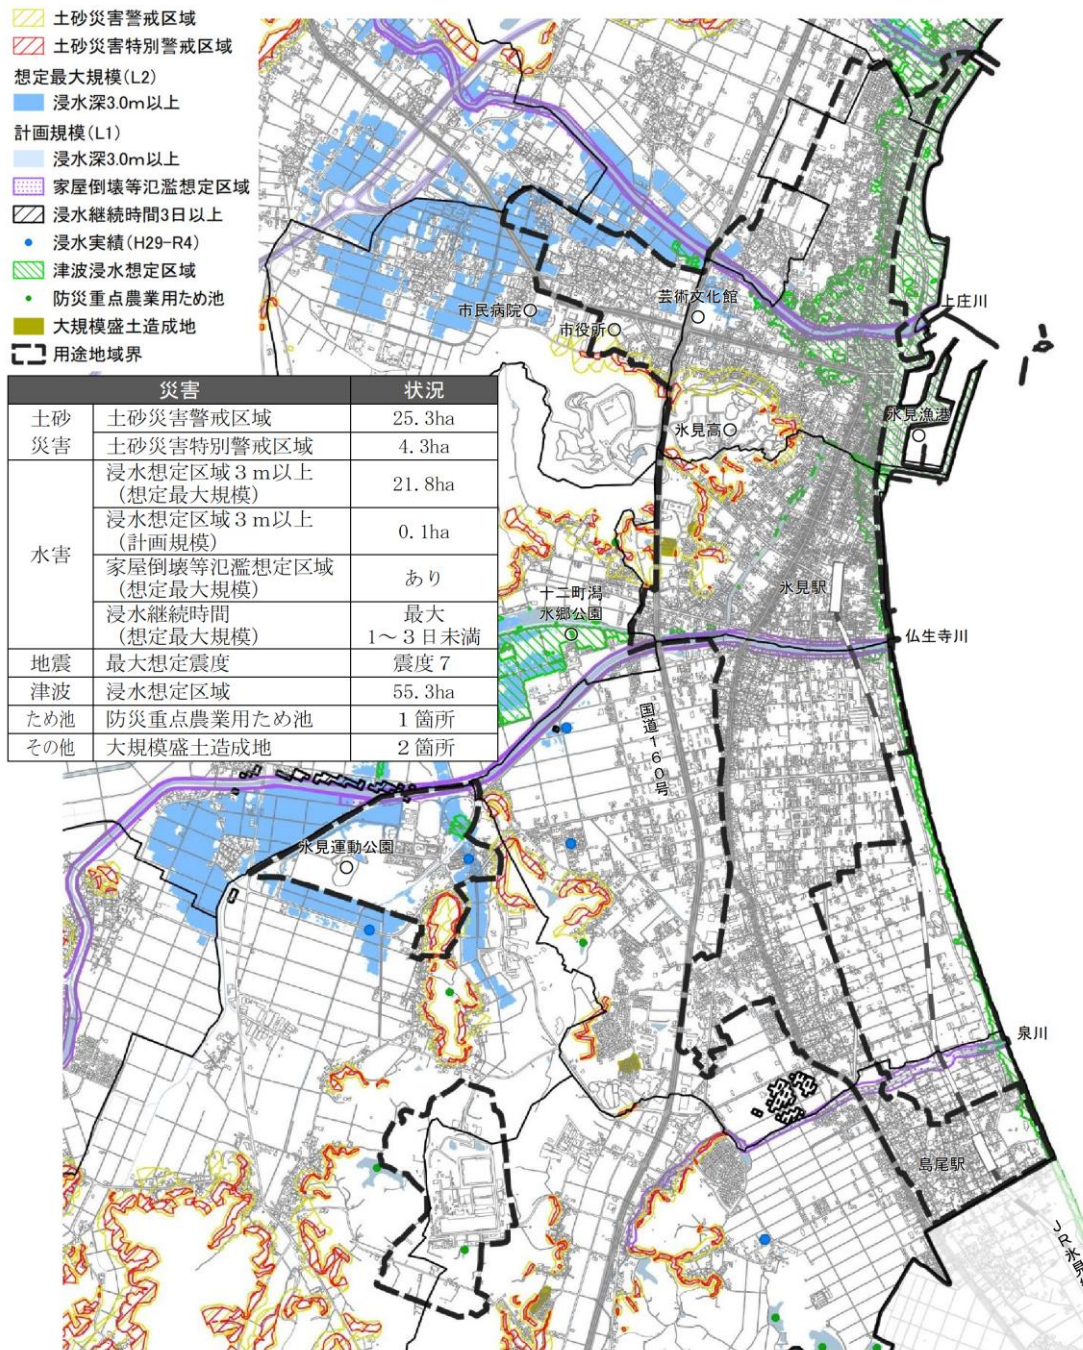 土砂災害警戒区域
土砂災害特別警戒区域
想定最大規模(L2)
浸水深3.0m以上
計画規模(L1)
浸水深3.0m以上
家屋倒壊等氾濫想定区域
浸水継続時間3日以上
浸水実績(H29-R4)
津波浸水想定区域
防災重点農業用ため池
大規模盛土造成地
用途地域界
災害 状況
土砂災害 土砂災害警戒区域 25.3ha
土砂災害特別警戒区域 4.3ha
水害 浸水想定区域３ｍ以上
（想定最大規模） 21.8ha
浸水想定区域３ｍ以上
（計画規模） 0.1ha
家屋倒壊等氾濫想定区域
（想定最大規模） あり
浸水継続時間
（想定最大規模） 最大
1～３日未満
地震 最大想定震度 震度７
津波 浸水想定区域 55.3ha
ため池 防災重点農業用ため池 １箇所
その他 大規模盛土造成地 ２箇所
市民病院
市役所
芸術文化館
上庄川
氷見漁港
氷見高
氷見駅
十二町潟
水郷公園
仏生寺川
国道160号
氷見運動公園
泉川
島尾駅
JR氷見